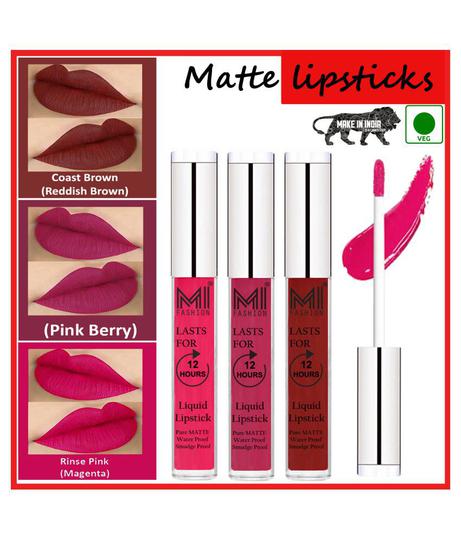 Matte lipsticks
MAKE IN INDIA
VEG
Coast Brown
(Reddish Brown)
(Pink Berry)
Rinse Pink
(Magenta)
MI
FASHION
LASTS
FOR
12
HOURS
Liquid
Lipstick
Pure MATTE
Water Proof
Smudge Proof
MI
FASHION
LASTS
FOR
12
HOURS
Liquid
Lipstick
Pure MATTE
Water Proof
Smudge Proof
MI
FASHION
LASTS
FOR
12
HOURS
Liquid
Lipstick
Pure MATTE
Water Proof
Smudge Proof